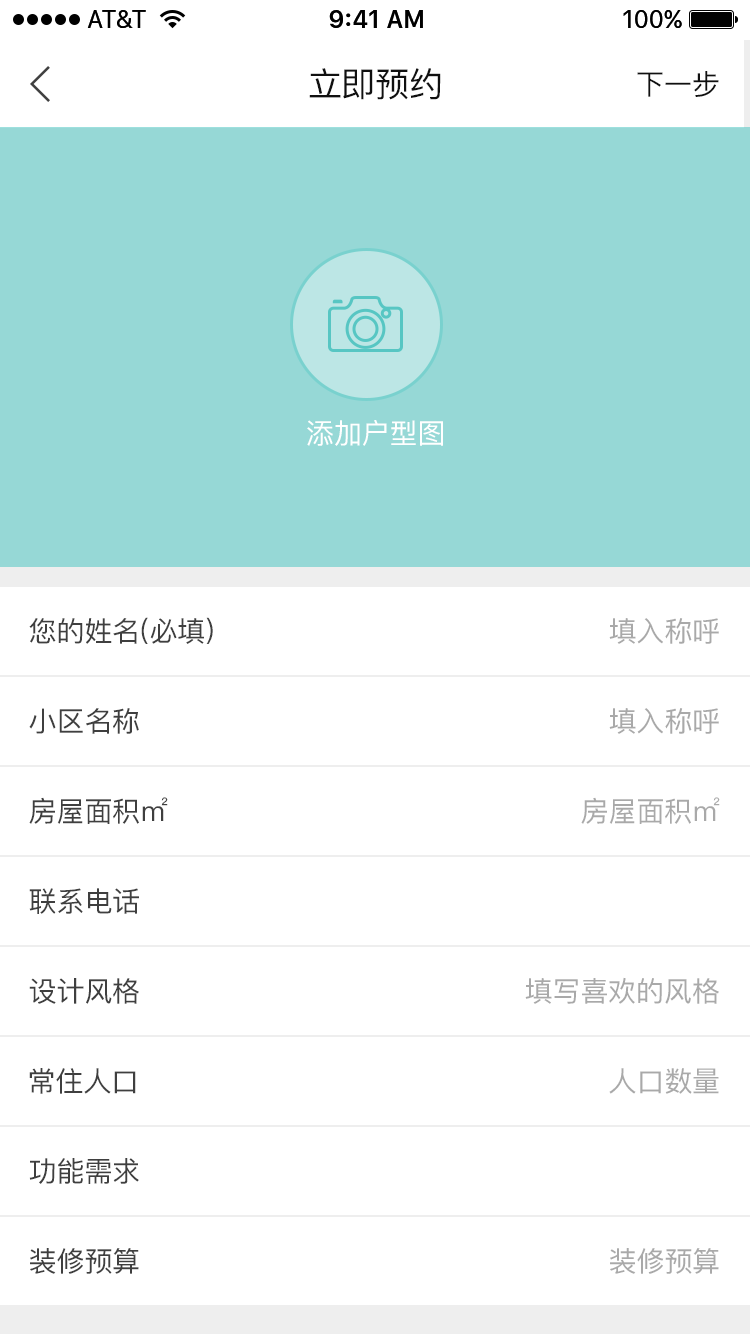 AT&T 9:41 AM 100%
立即预约 下一步
添加户型图
您的姓名(必填) 填入称呼
小区名称 填入称呼
房屋面积㎡ 房屋面积㎡
联系电话
设计风格 填写喜欢的风格
常住人口 人口数量
功能需求
装修预算 装修预算